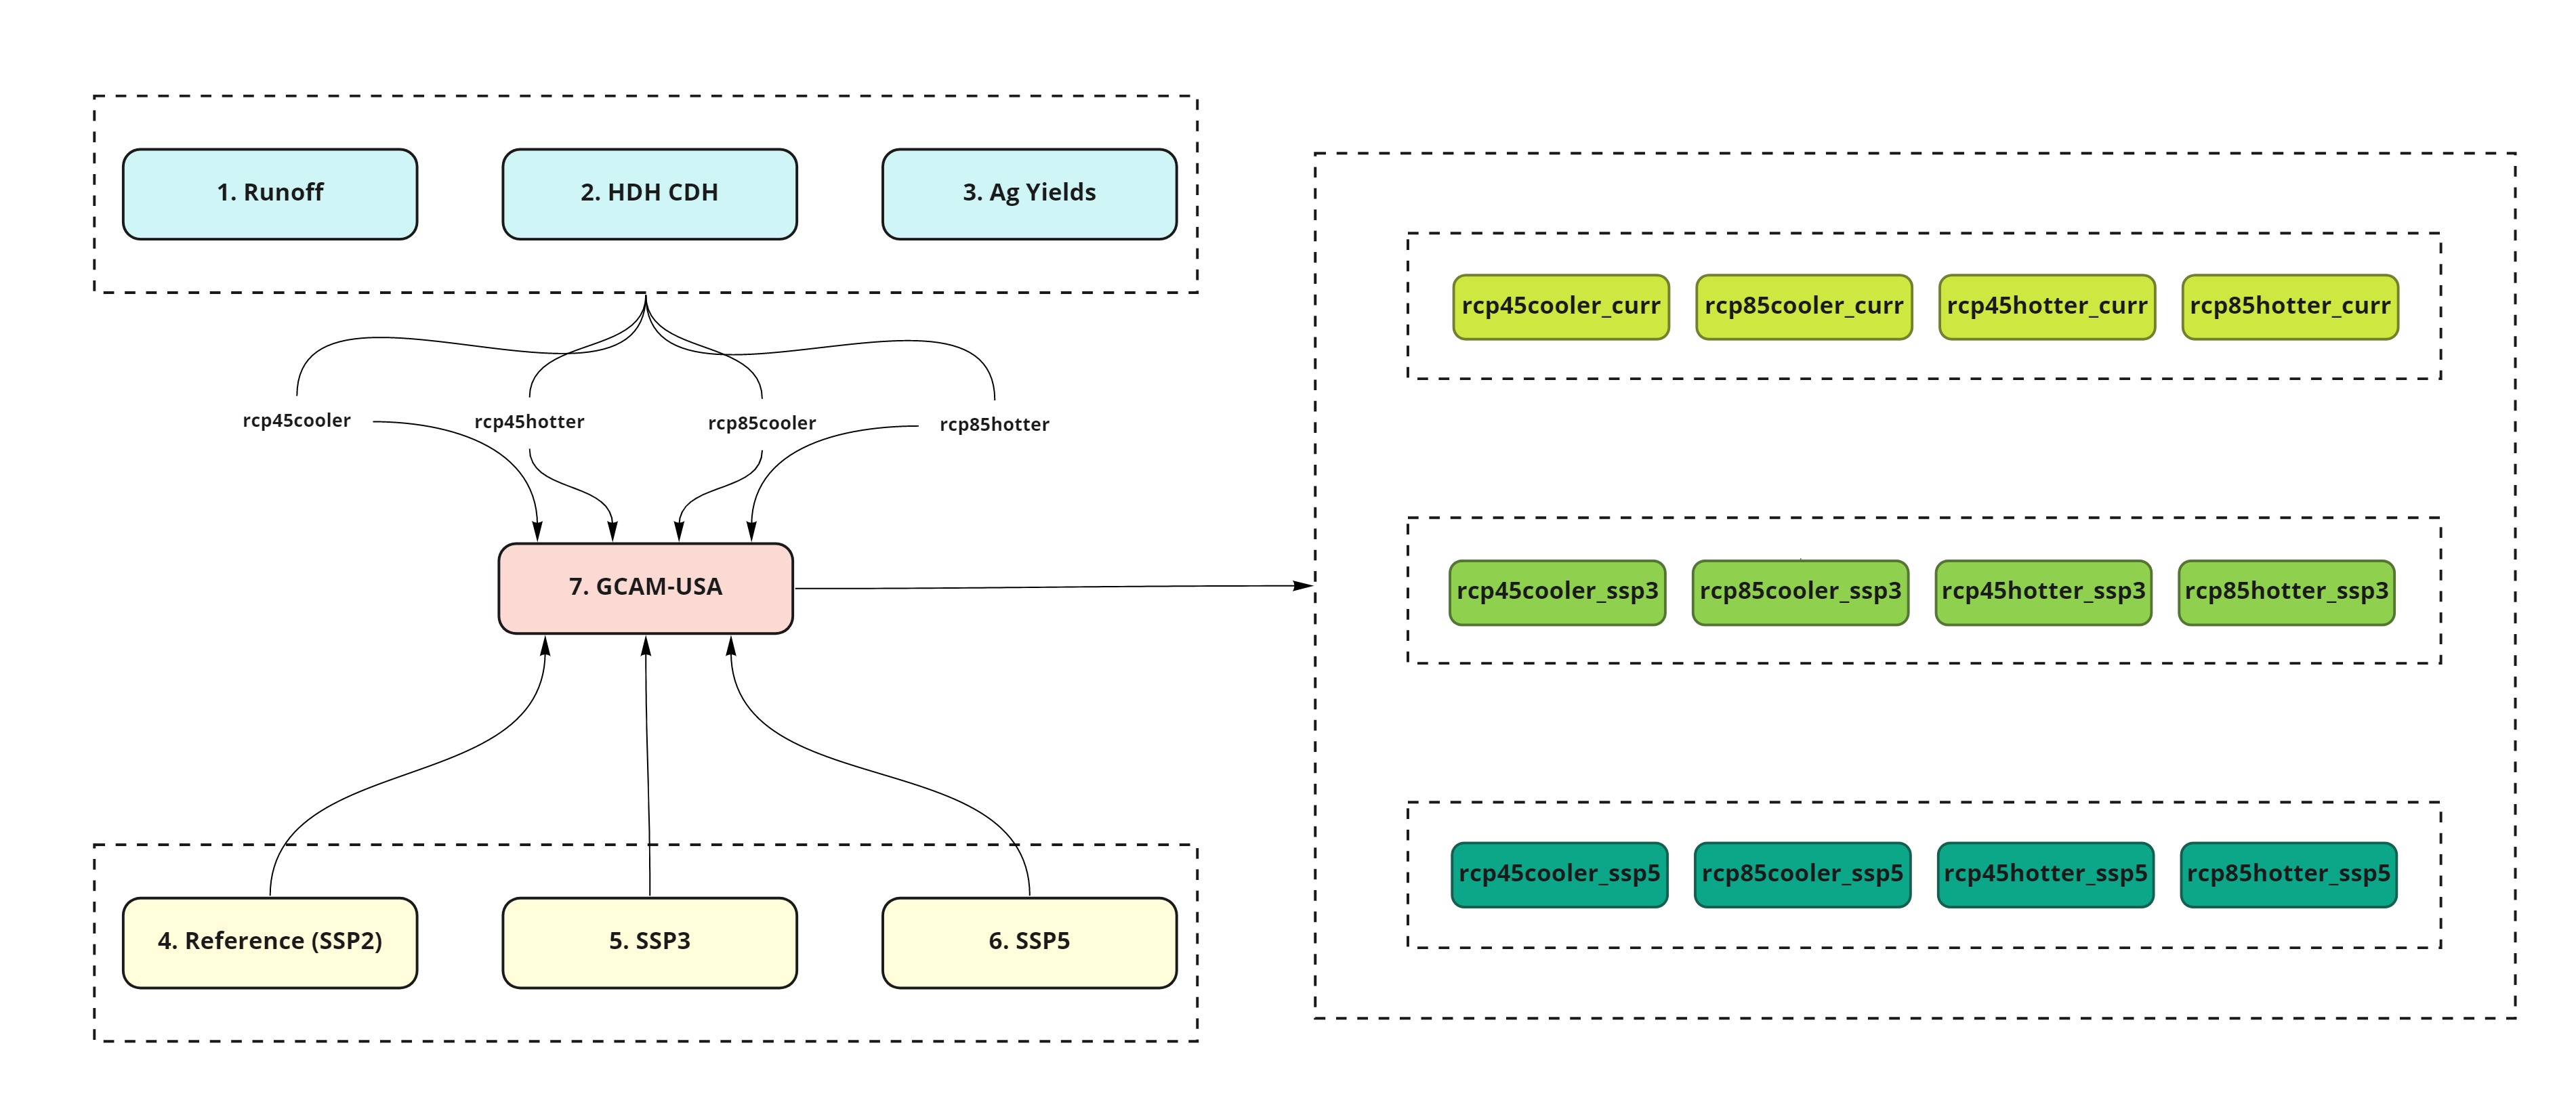 1. Runoff
2. HDH CDH
3. Ag Yields
rcp45cooler
rcp45hotter
rcp85cooler
rcp85hotter
7. GCAM-USA
4. Reference (SSP2)
5. SSP3
6. SSP5
rcp45cooler_curr
rcp85cooler_curr
rcp45hotter_curr
rcp85hotter_curr
rcp45cooler_ssp3
rcp85cooler_ssp3
rcp45hotter_ssp3
rcp85hotter_ssp3
rcp45cooler_ssp5
rcp85cooler_ssp5
rcp45hotter_ssp5
rcp85hotter_ssp5